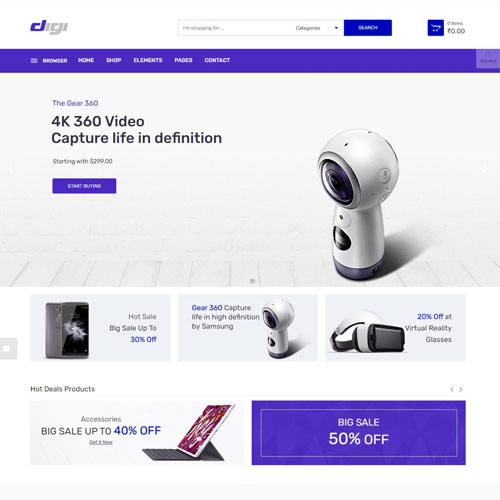 digi
I'm shopping for ...
Categories
SEARCH
0 Items
₹0.00
BROWSER
HOME
SHOP
ELEMENTS
PAGES
CONTACT
The Gear 360
4K 360 Video
Capture life in definition
Starting with $299.00
START BUYING
Hot Sale
Big Sale Up To
30% Off
Gear 360 Capture
life in high definition
by Samsung
20% Off at
Virtual Reality
Glasses
Hot Deals Products
Accessories
BIG SALE UP TO 40% OFF
Get It Now
BIG SALE
50% OFF